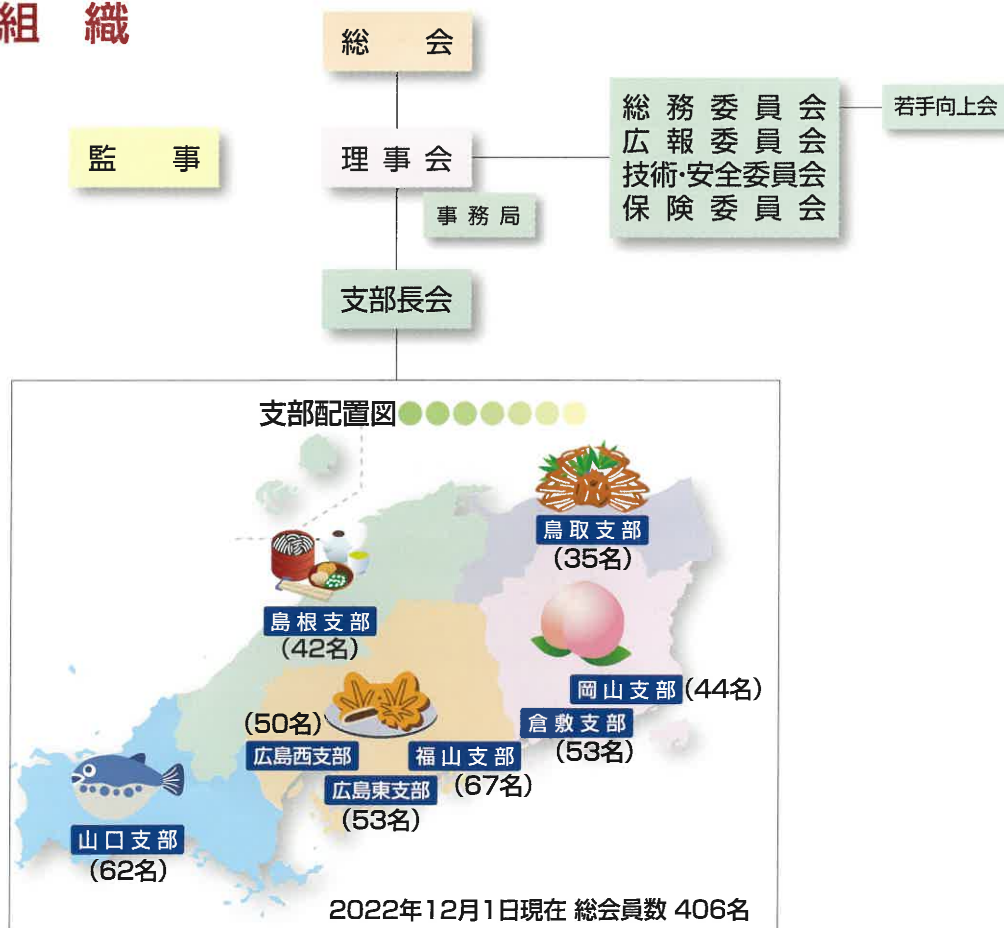 組 織
総 会
監 事
理 事 会
総 務 委 員 会
広 報 委 員 会
技術・安全委員会
保 険 委 員 会
若手向上会
事 務 局
支部長会
支部配置図
鳥取支部
(35名)
島根支部
(42名)
岡山支部(44名)
倉敷支部
(53名)
(50名)
広島西支部
福山支部
(67名)
広島東支部
(53名)
山口支部
(62名)
2022年12月1日現在 総会員数 406名